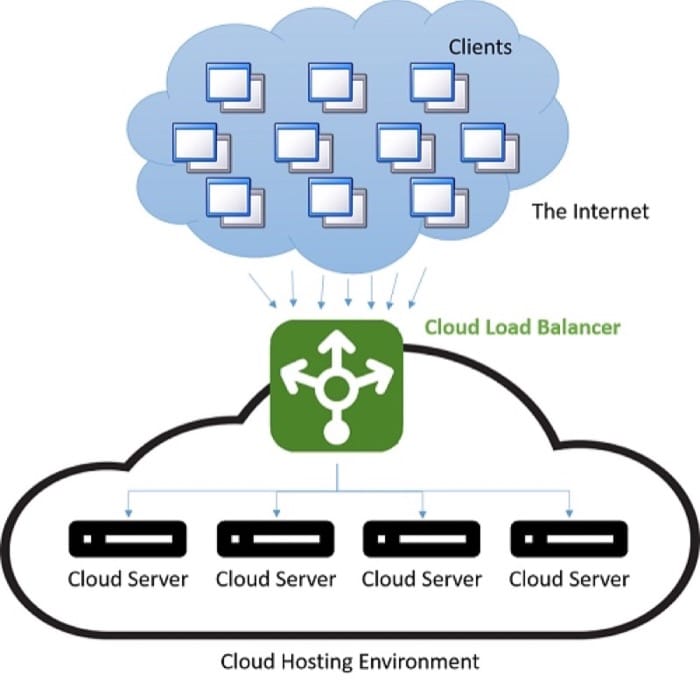 Clients
The Internet
Cloud Load Balancer
Cloud Server
Cloud Server
Cloud Server
Cloud Server
Cloud Hosting Environment